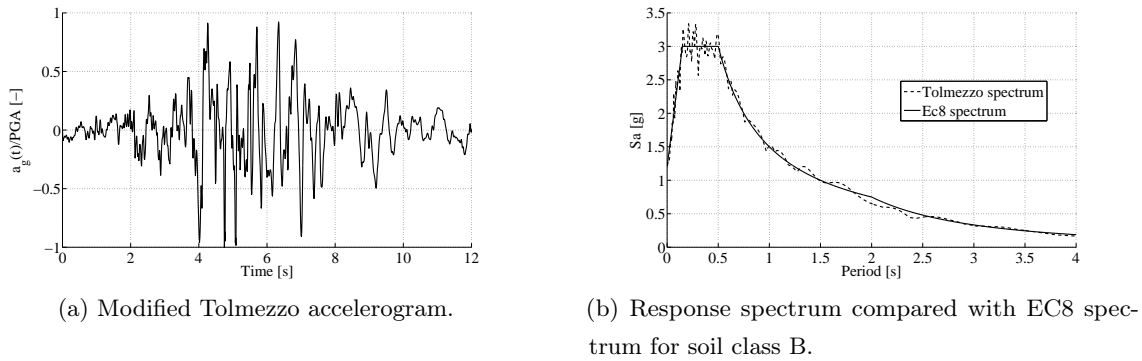 1
0.5
0
−0.5
−1
a_g(t)/PGA [−]
0 2 4 6 8 10 12
Time [s]
(a) Modified Tolmezzo accelerogram.
3.5
3
2.5
2
1.5
1
0.5
0
Sa [g]
Tolmezzo spectrum
Ec8 spectrum
0 0.5 1 1.5 2 2.5 3 3.5 4
Period [s]
(b) Response spectrum compared with EC8 spec-
trum for soil class B.